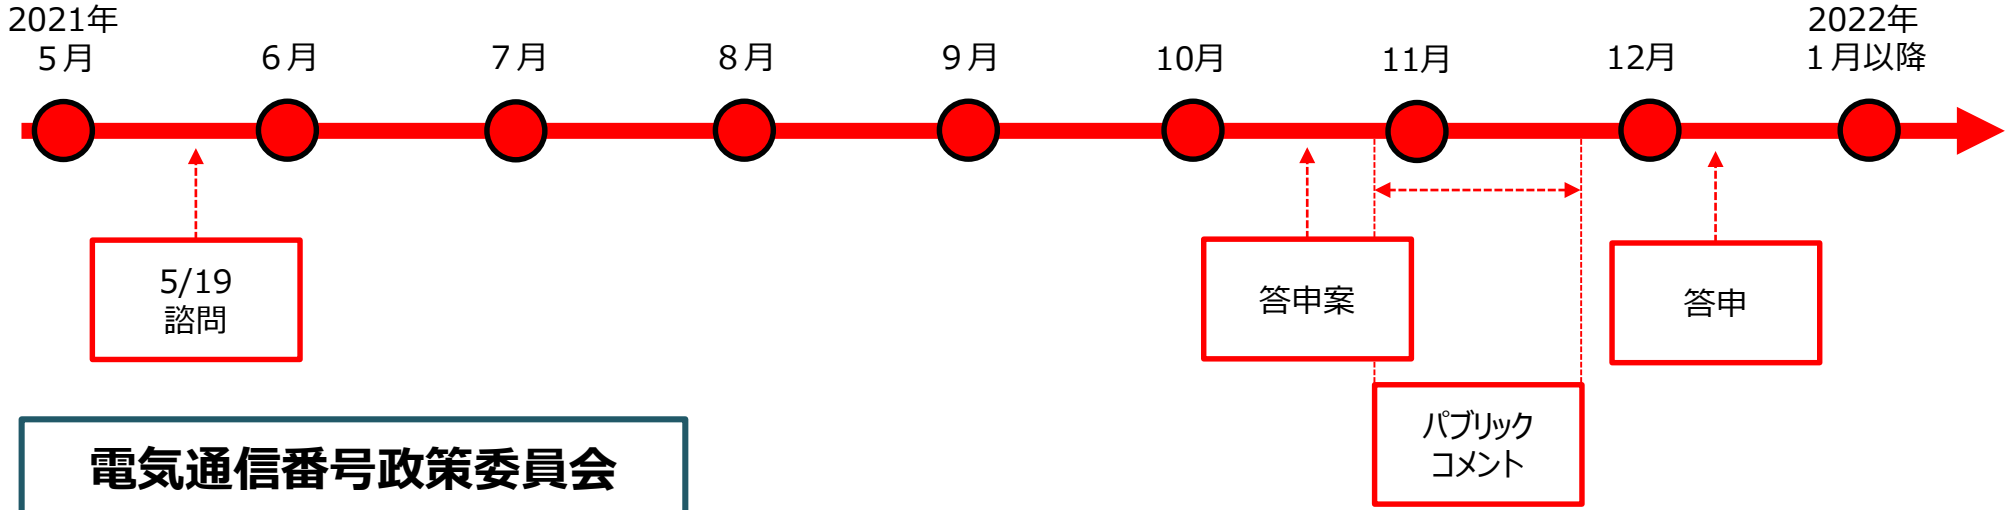 2021年
５月
６月
７月
８月
９月
10月
11月
12月
2022年
１月以降
5/19
諮問
答申案
答申
パブリック
コメント
電気通信番号政策委員会